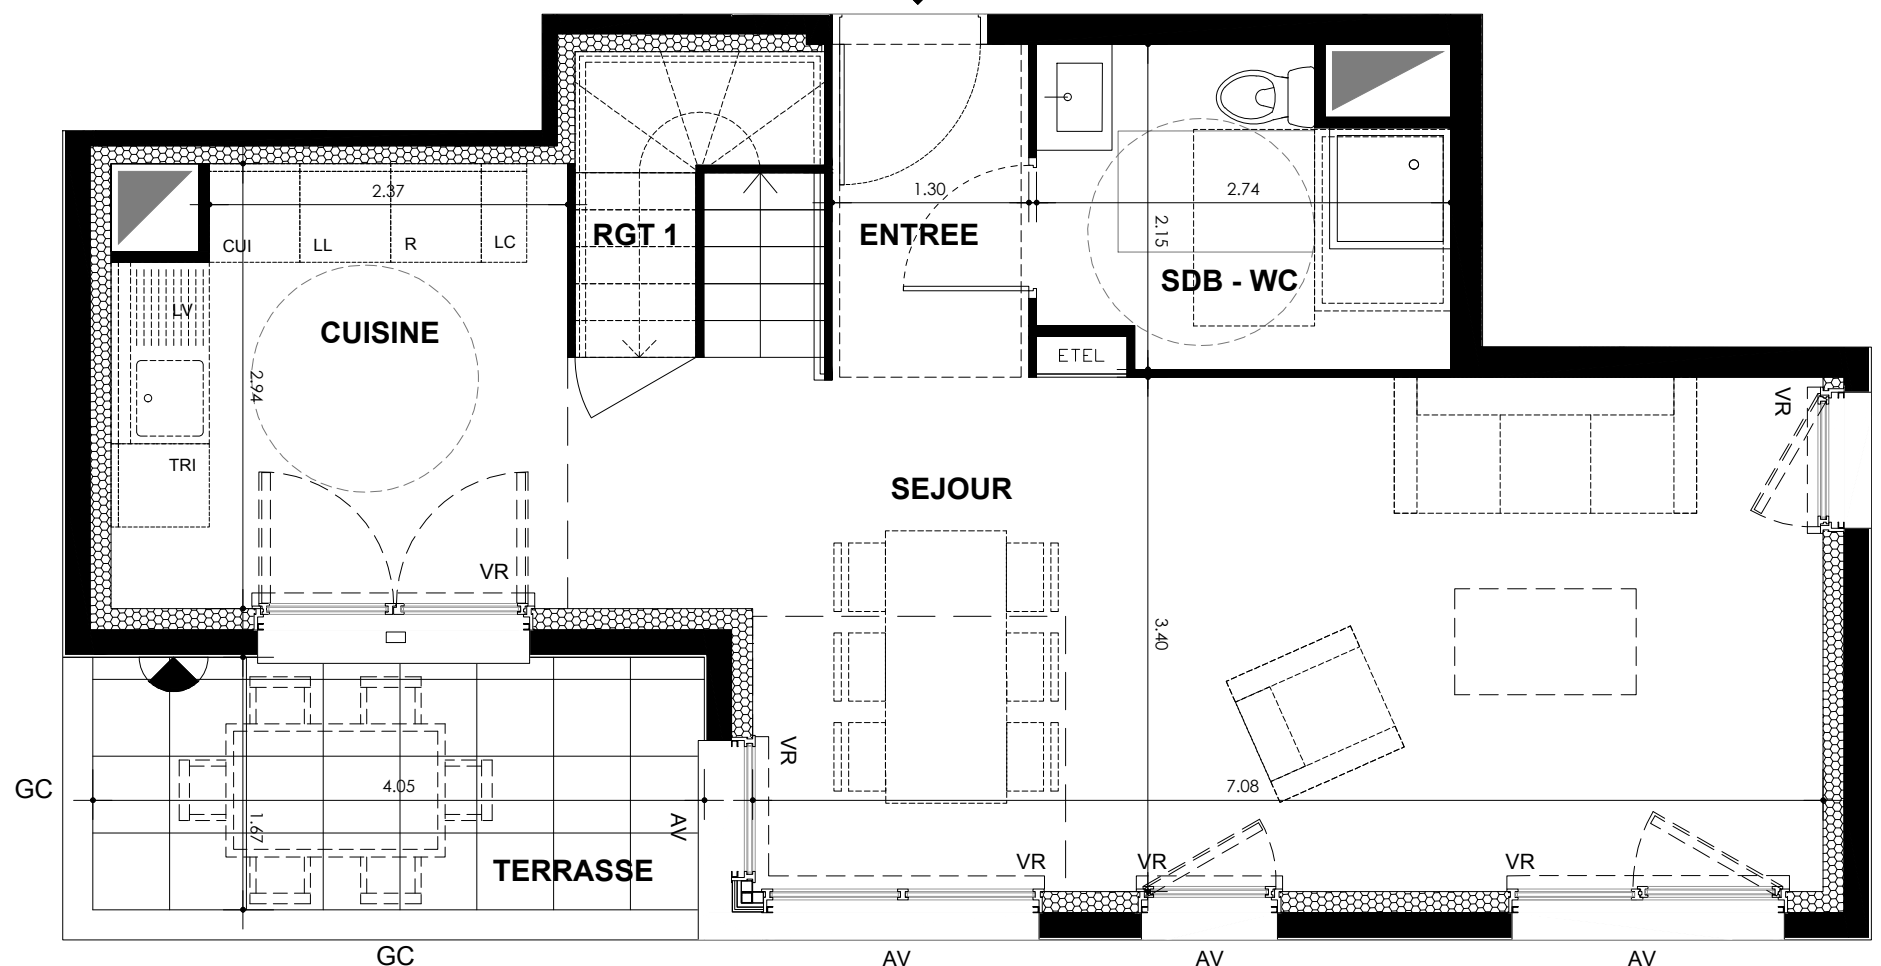 2.37
1.30
2.74
RGT 1
ENTREE
2.15
CUI
LL
R
LC
SDB - WC
LV
CUISINE
ETEL
2.94
VR
TRI
SEJOUR
VR
3.40
VR
GC
4.05
7.08
1.67
AV
TERRASSE
VR
VR
VR
GC
AV
AV
AV